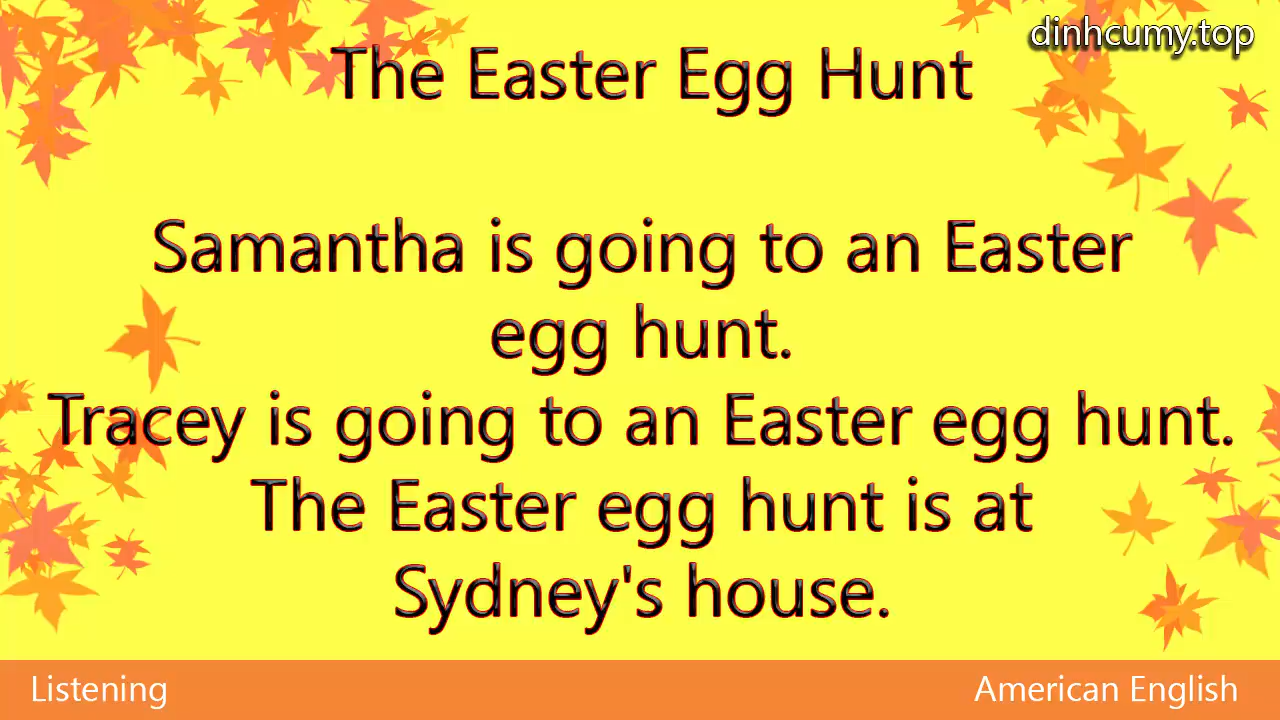 dinhcumy.top
The Easter Egg Hunt
Samantha is going to an Easter
egg hunt.
Tracey is going to an Easter egg hunt.
The Easter egg hunt is at
Sydney's house.
Listening
American English